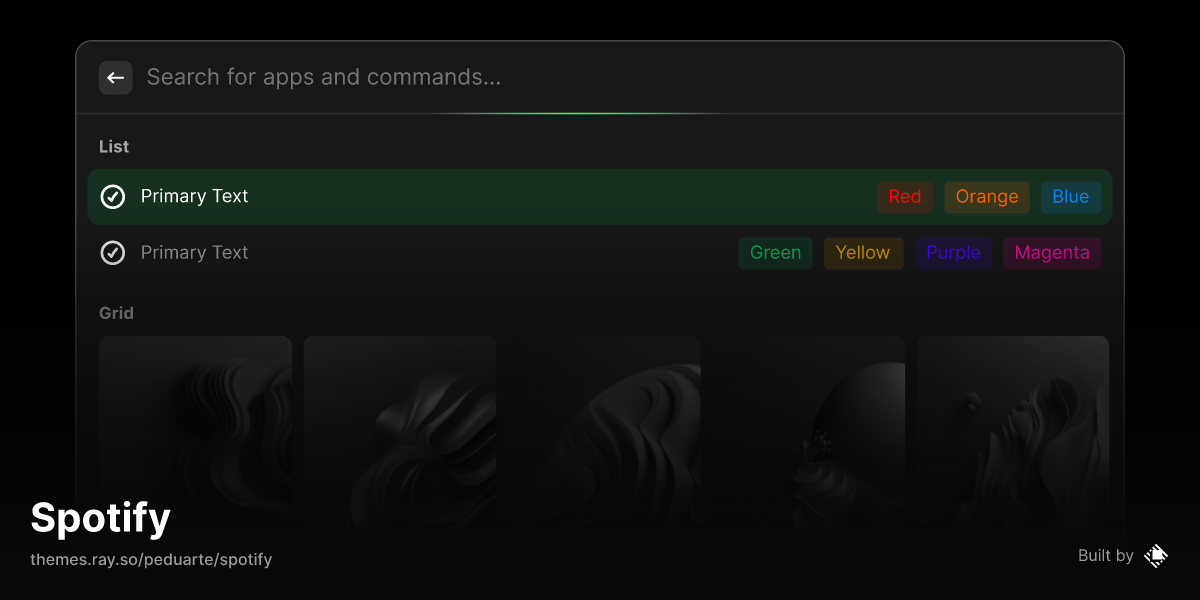 Search for apps and commands...
List
Primary Text Red Orange Blue
Primary Text Green Yellow Purple Magenta
Grid
Spotify
themes.ray.so/peduarte/spotify
Built by